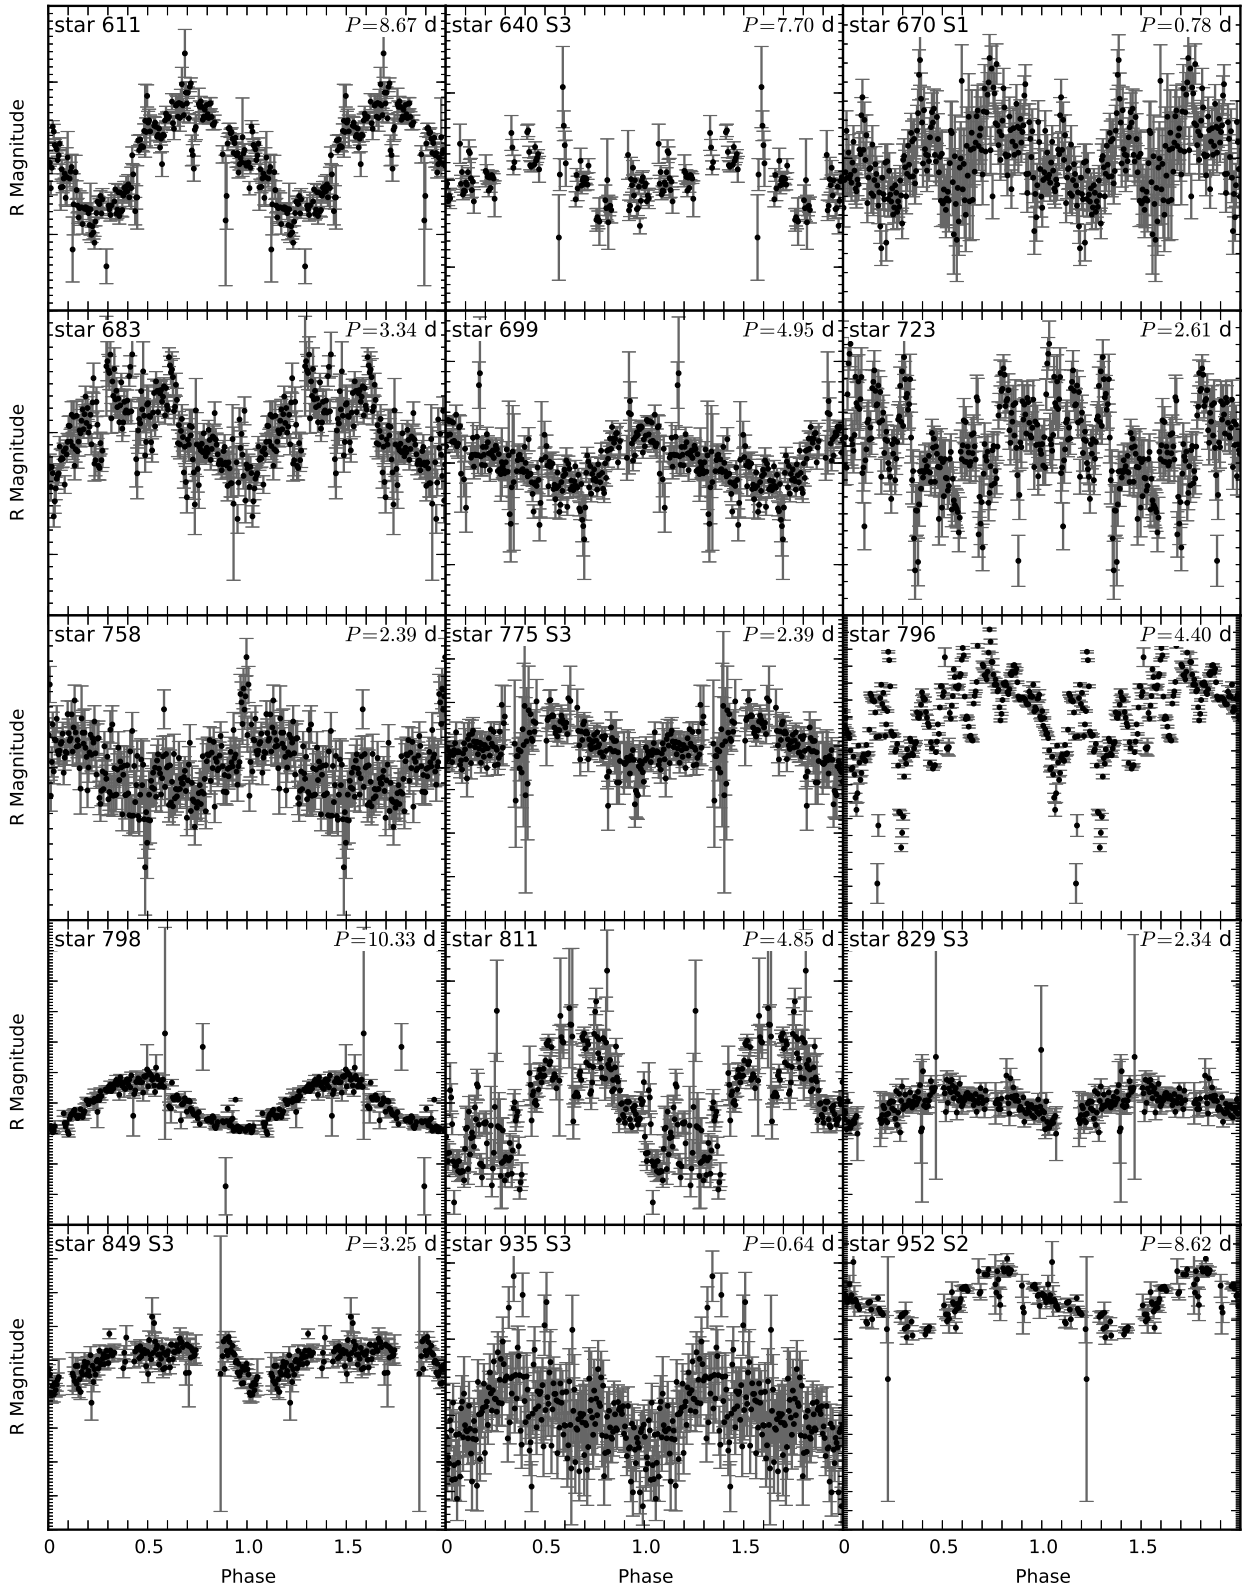 star 611 P=8.67 d
star 640 S3 P=7.70 d
star 670 S1 P=0.78 d
R Magnitude
star 683 P=3.34 d
star 699 P=4.95 d
star 723 P=2.61 d
R Magnitude
star 758 P=2.39 d
star 775 S3 P=2.39 d
star 796 P=4.40 d
R Magnitude
star 798 P=10.33 d
star 811 P=4.85 d
star 829 S3 P=2.34 d
R Magnitude
star 849 S3 P=3.25 d
star 935 S3 P=0.64 d
star 952 S2 P=8.62 d
R Magnitude
0 0.5 1.0 1.5 0 0.5 1.0 1.5 0 0.5 1.0 1.5
Phase Phase Phase